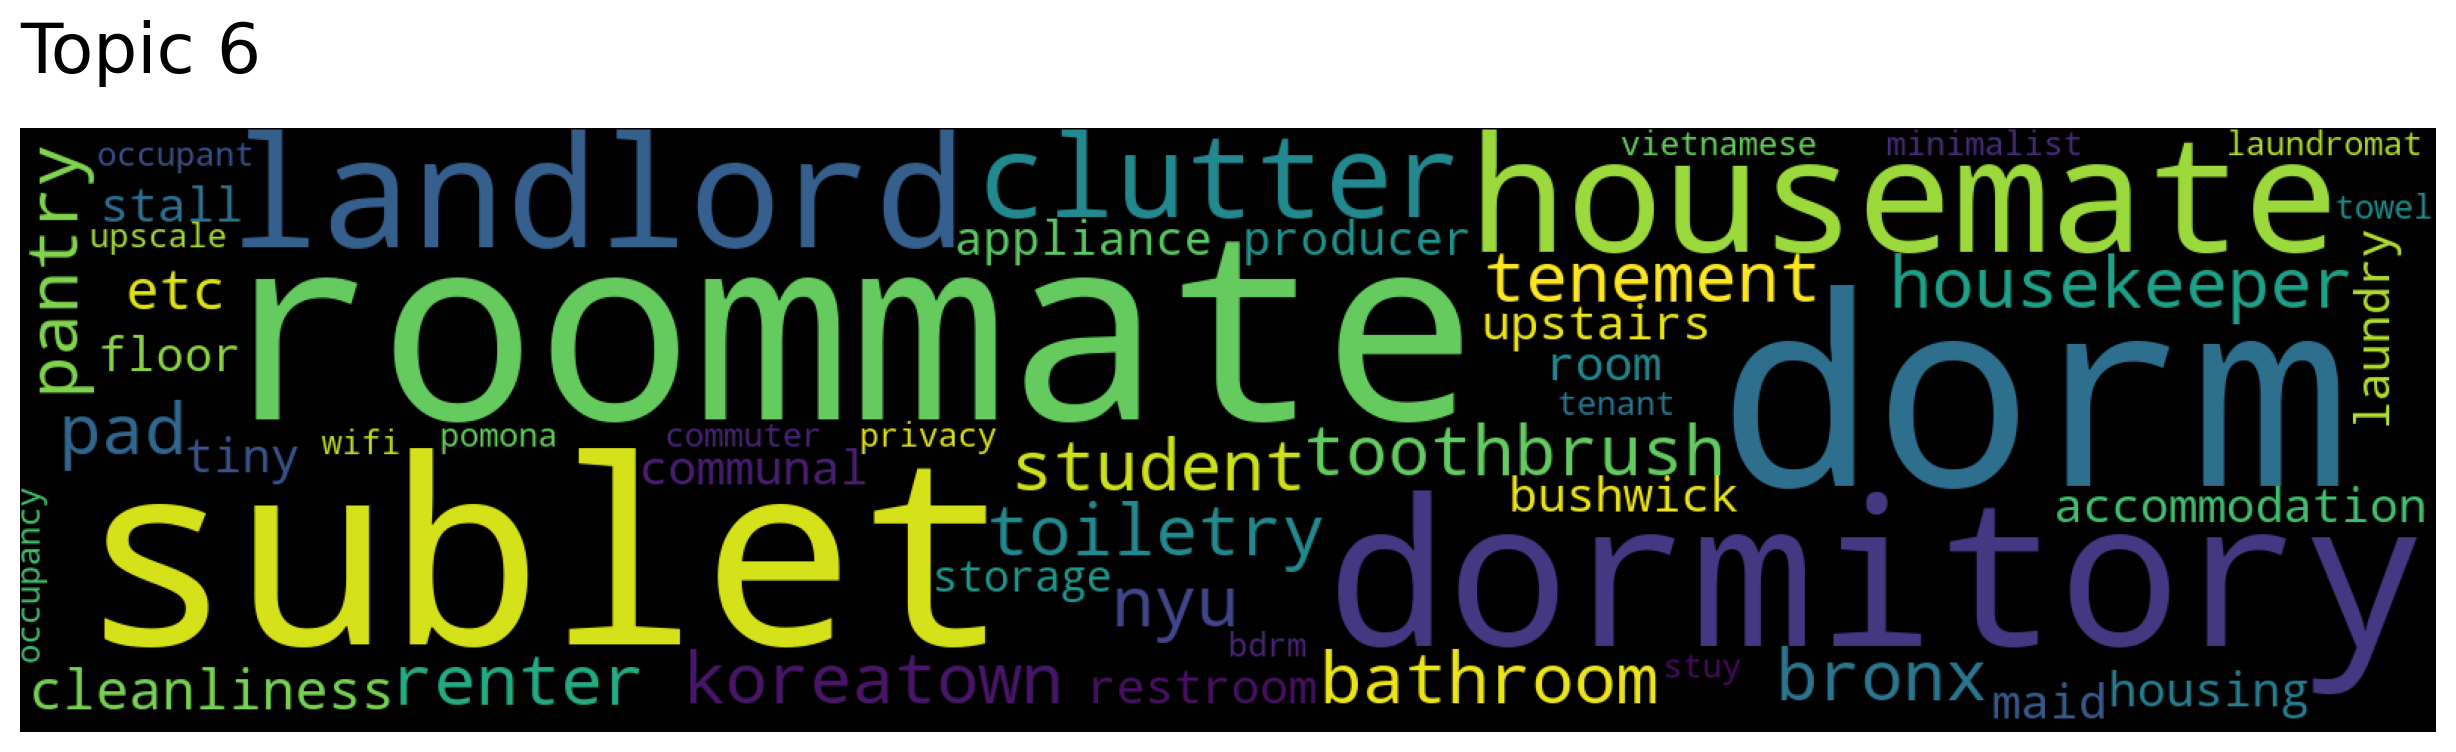 Topic 6
occupant
landlord
clutter
housemate
vietnamese
minimalist
laundromat
pantry
stall
upscale
appliance
producer
towel
etc
roommate
tenement
housekeeper
laundry
floor
upstairs
room
dorm
tenant
pad
tiny
wifi
pomona
commuter
privacy
communal
student
toothbrush
sublet
bushwick
accommodation
occupancy
toiletry
storage
nyu
dormitory
bdrm
cleanliness
renter
koreatown
restroom
bathroom
stuy
bronx
maid
housing